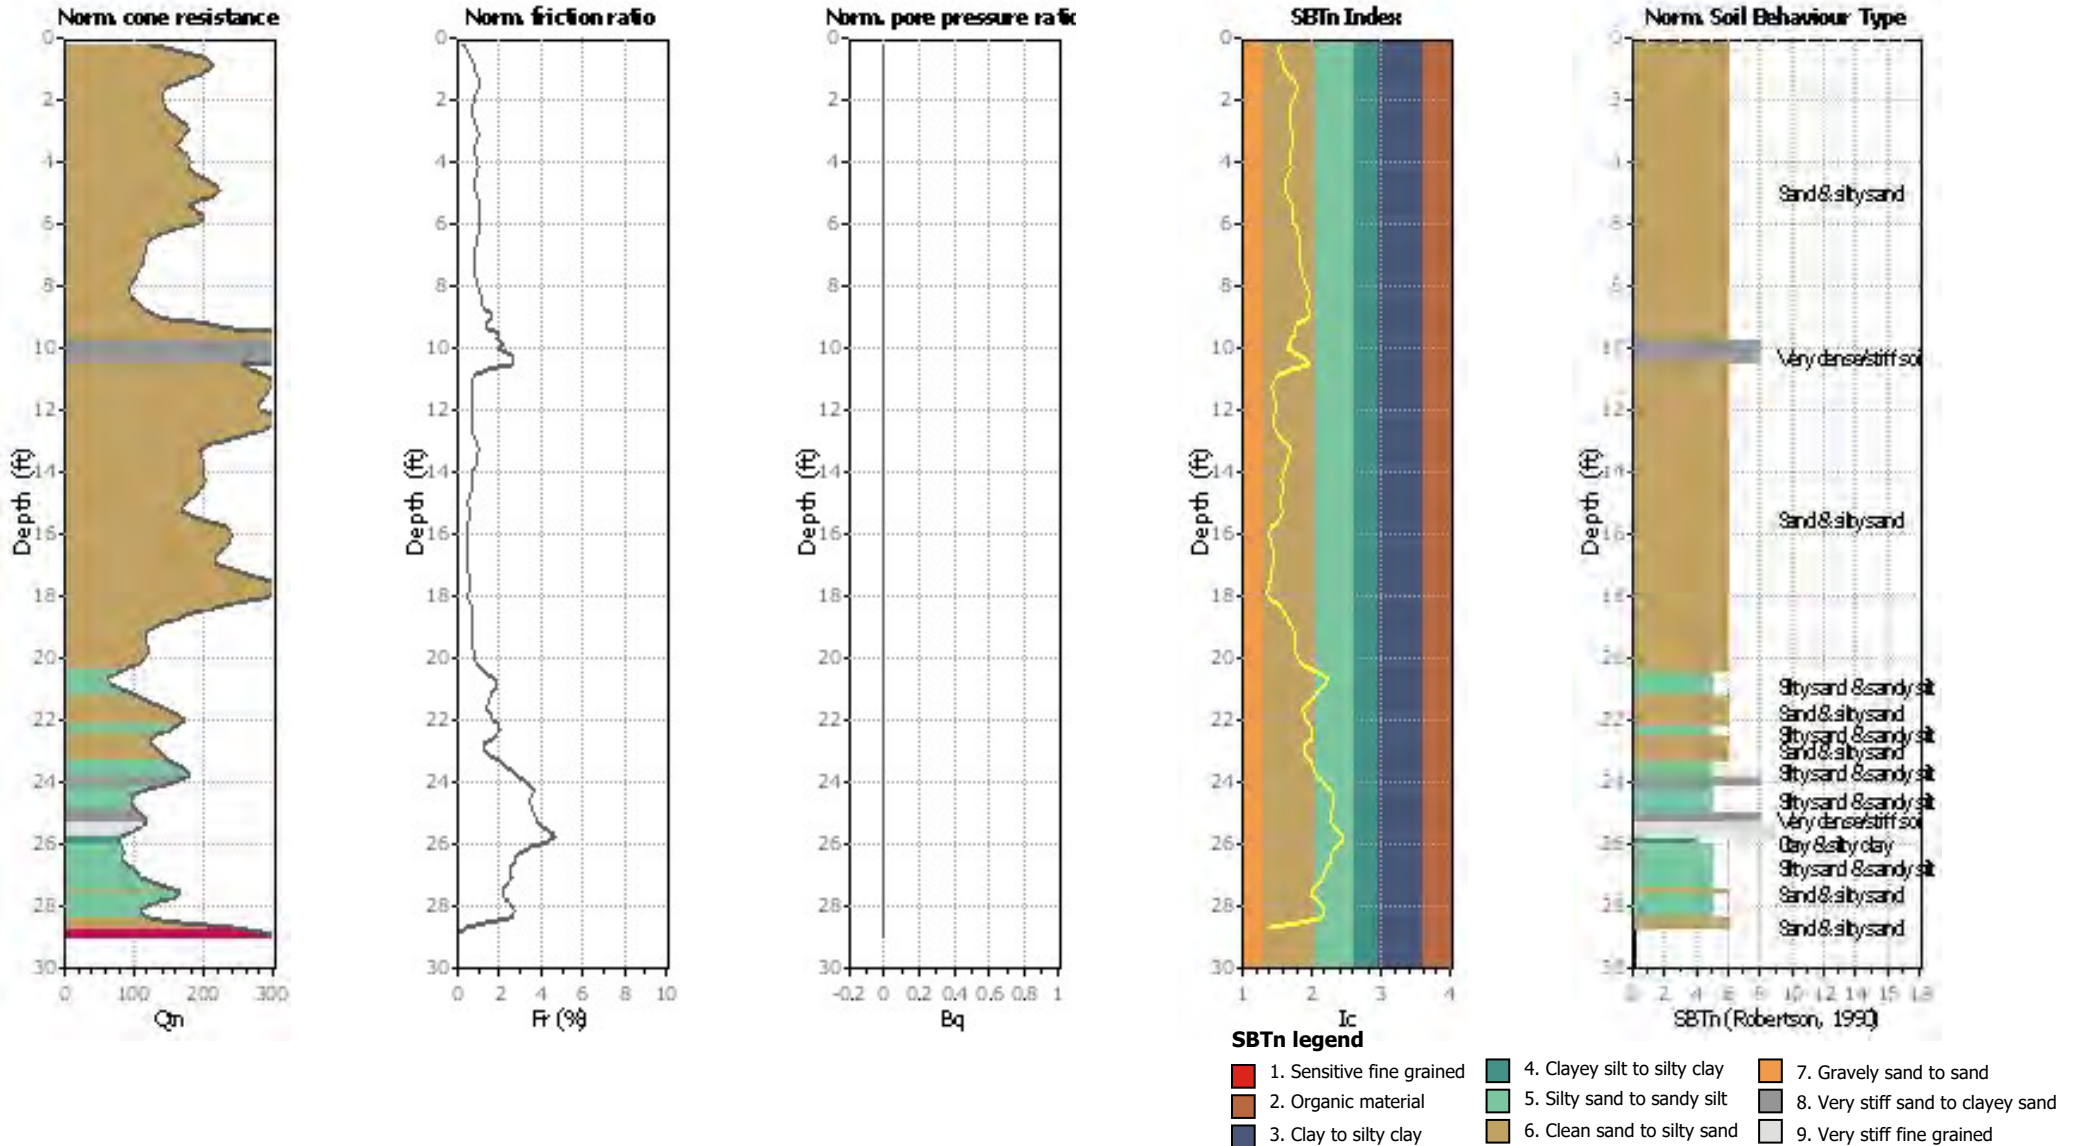 Norm. cone resistance
0
2
4
6
8
10
12
14
16
18
20
22
24
26
28
30
Depth (ft)
0 100 200 300
Qtn
Norm. friction ratio
0
2
4
6
8
10
12
14
16
18
20
22
24
26
28
30
Depth (ft)
0 2 4 6 8 10
Fr (%)
Norm. pore pressure ratio
0
2
4
6
8
10
12
14
16
18
20
22
24
26
28
30
Depth (ft)
-0.2 0 0.2 0.4 0.6 0.8 1
Bq
SBTn Index
0
2
4
6
8
10
12
14
16
18
20
22
24
26
28
30
Depth (ft)
1 2 3 4
Ic
Norm. Soil Behaviour Type
Depth (ft)
Sand & silty sand
Very dense/stiff soil
Sand & silty sand
Silty sand & sandy silt
Sand & silty sand
Silty sand & sandy silt
Sand & silty sand
Silty sand & sandy silt
Silty sand & sandy silt
Very dense/stiff soil
Clay & silty clay
Silty sand & sandy silt
Sand & silty sand
Sand & silty sand
0 2 4 6 8 10 12 14 16 18
SBTn (Robertson, 1990)
SBTn legend
1. Sensitive fine grained
2. Organic material
3. Clay to silty clay
4. Clayey silt to silty clay
5. Silty sand to sandy silt
6. Clean sand to silty sand
7. Gravely sand to sand
8. Very stiff sand to clayey sand
9. Very stiff fine grained